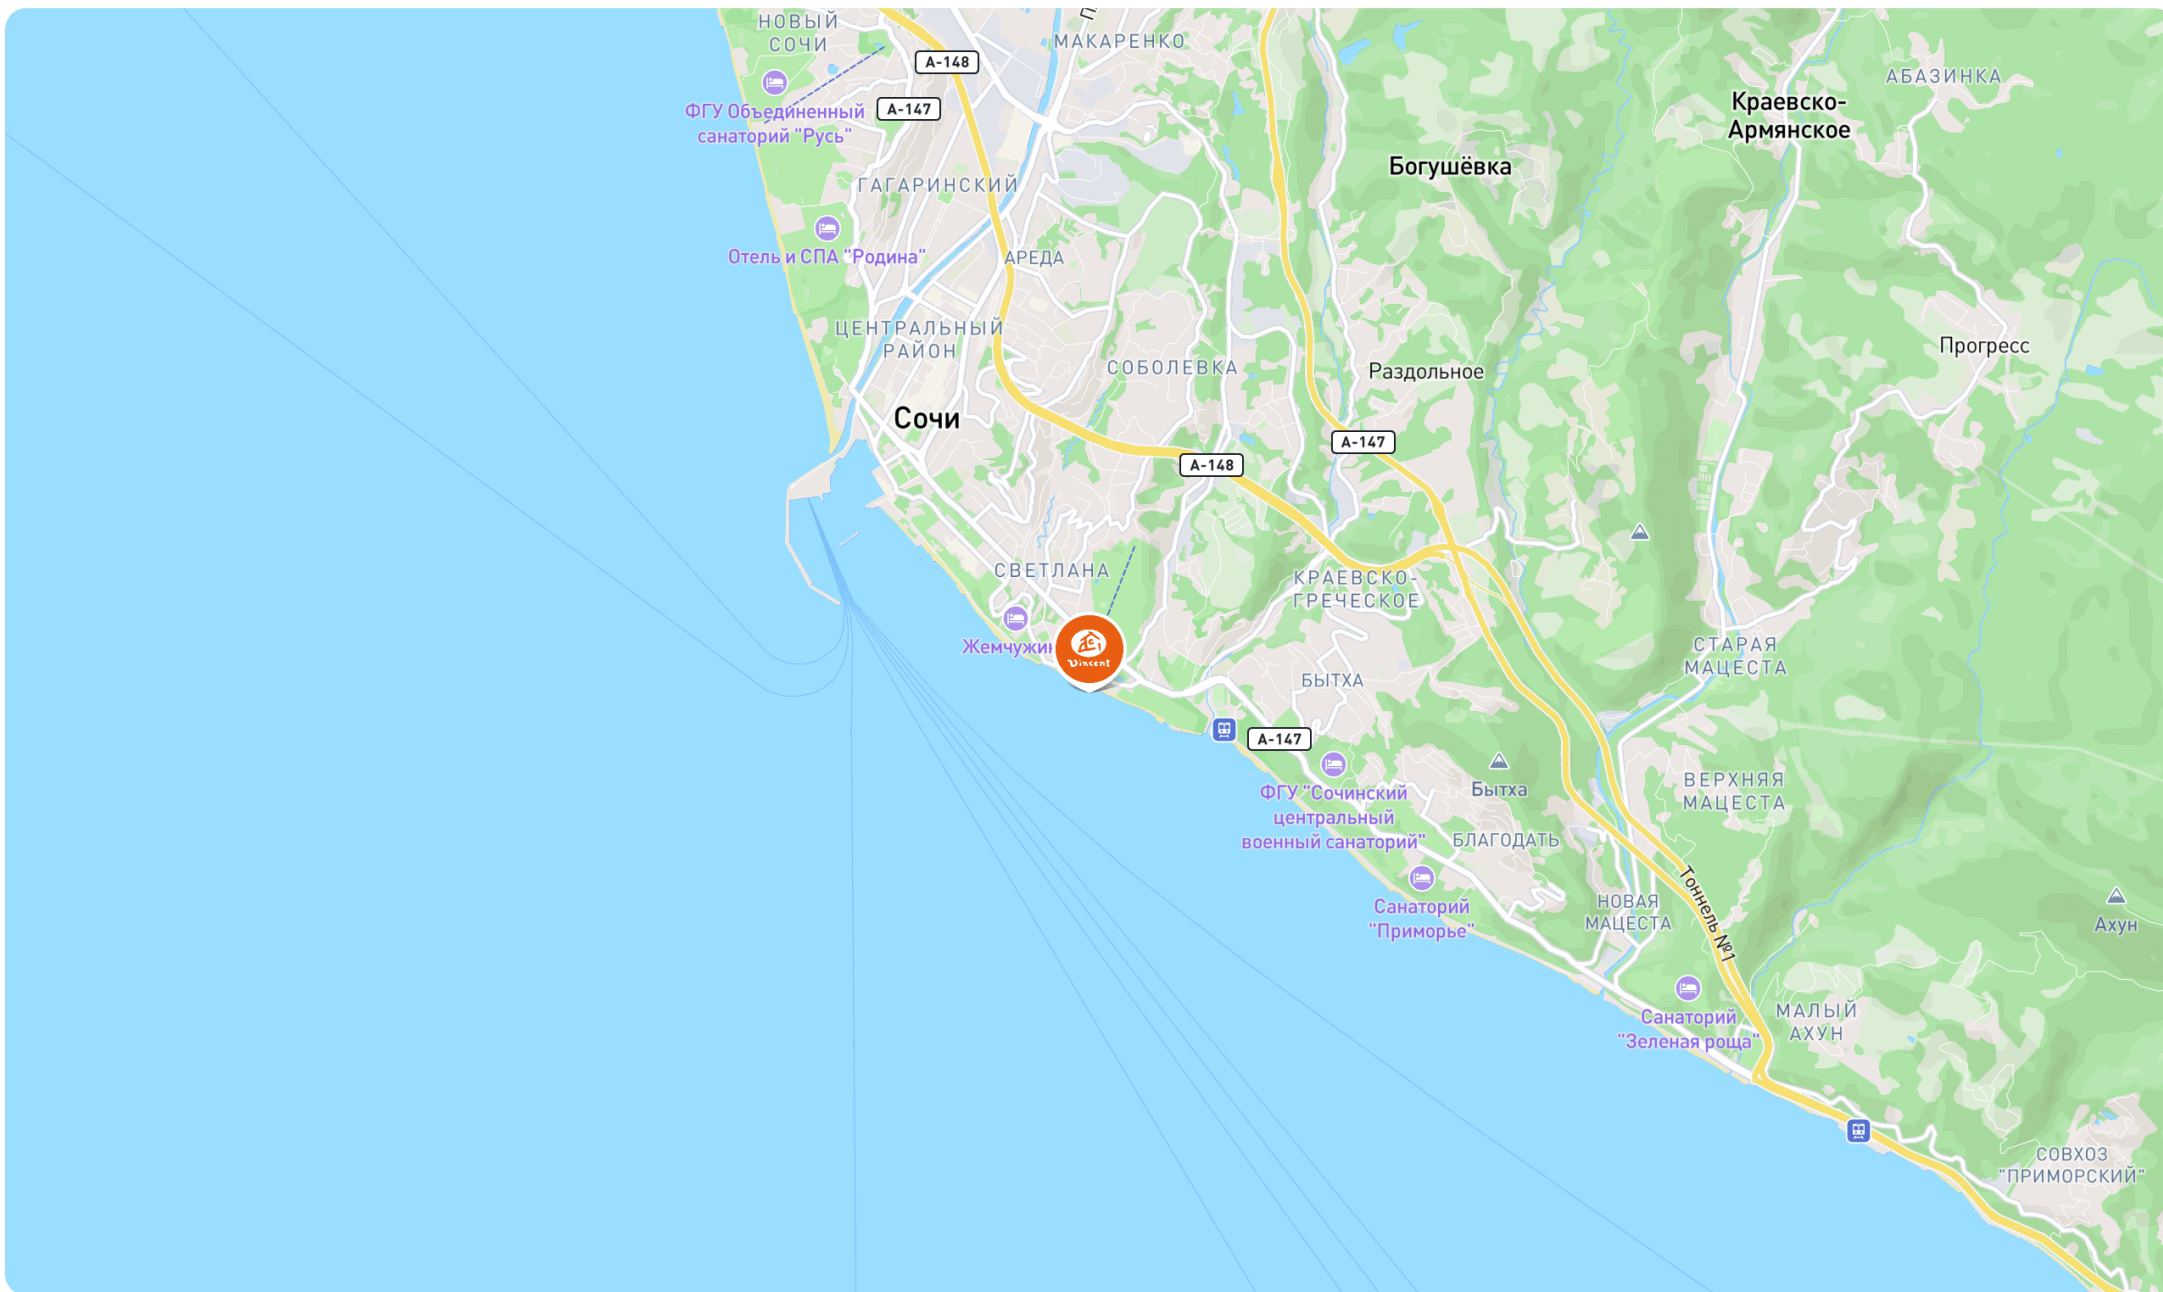 НОВЫЙ
СОЧИ
МАКАРЕНКО
А-148
АБАЗИНКА
Краевско-
Армянское
А-147
ФГУ Объединенный
санаторий "Русь"
Богушёвка
ГАГАРИНСКИЙ
Отель и СПА "Родина"
АРЕДА
ЦЕНТРАЛЬНЫЙ
РАЙОН
Прогресс
СОБОЛЕВКА
Раздольное
Сочи
А-147
А-148
СВЕТЛАНА
КРАЕВСКО-
ГРЕЧЕСКОЕ
Жемчужин
Vincent
СТАРАЯ
МАЦЕСТА
БЫТХА
А-147
ФГУ "Сочинский
центральный
военный санаторий"
Бытха
ВЕРХНЯЯ
МАЦЕСТА
БЛАГОДАТЬ
Тоннель №1
Санаторий
"Приморье"
НОВАЯ
МАЦЕСТА
Ахун
Санаторий
"Зеленая роща"
МАЛЫЙ
АХУН
СОВХОЗ
"ПРИМОРСКИЙ"